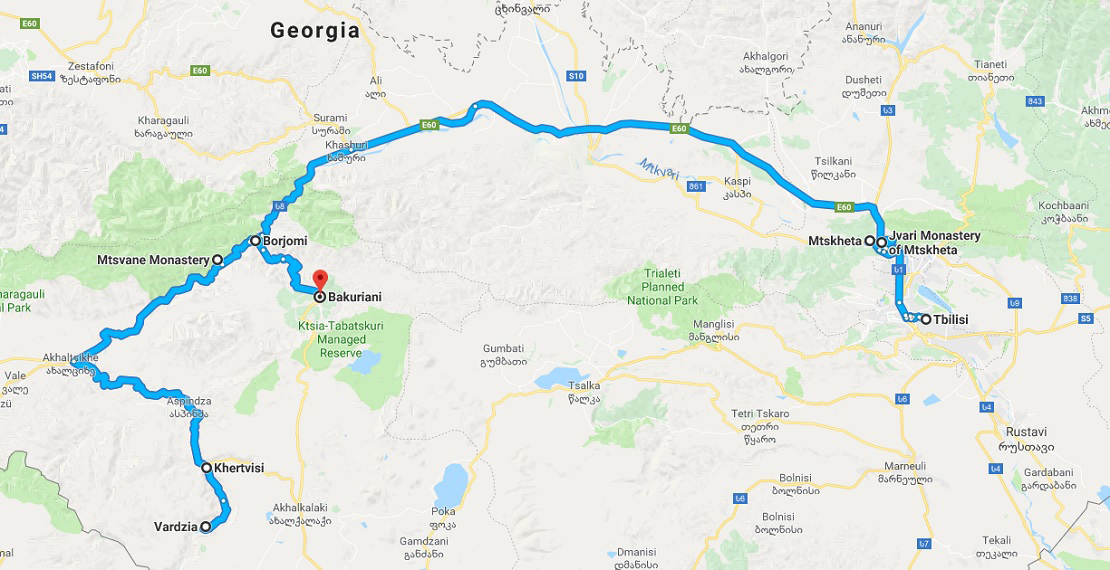 ცხინვალი
E60
Georgia
Ananuri
ანანური
Zestafoni
ზესტაფონი
SH54
E60
S10
Akhalgori
ახალგორი
Tianeti
თიანეთი
Ali
ალი
Dusheti
დუშეთი
843
ს3
Kharagauli
ხარაგაული
Surami
სურამი
E60
E60
Khashuri
ხაშური
Mtkvari
861
Kaspi
კასპი
Tsilkani
წილკანი
ს8
E60
Kochbaani
Borjomi
Mtskheta
Jvari Monastery
of Mtskheta
Mtsvane Monastery
ს1
Trialeti
Planned
National Park
Bakuriani
ს9
838
S5
Tbilisi
Ktsia-Tabatskuri
Managed
Reserve
Manglisi
მანგლისი
Gumbati
გუმბათი
Akhaltsikhe
ახალციხე
Vale
ვალე
Tsalka
წალკა
Aspindza
ასპინძა
ს6
ს4
Tetri Tskaro
თეთრი
წყარო
Rustavi
რუსთავი
Khertvisi
Marneuli
მარნეული
ს4
Gardabani
გარდაბანი
Bolnisi
ბოლნისი
ს6
Akhalkalaki
ახალქალაქი
Vardzia
Poka
ფოკა
Bolnisi
ბოლნისი
Gamdzani
განძანი
ს7
Tekali
თეკალი
Dmanisi
დმანისი